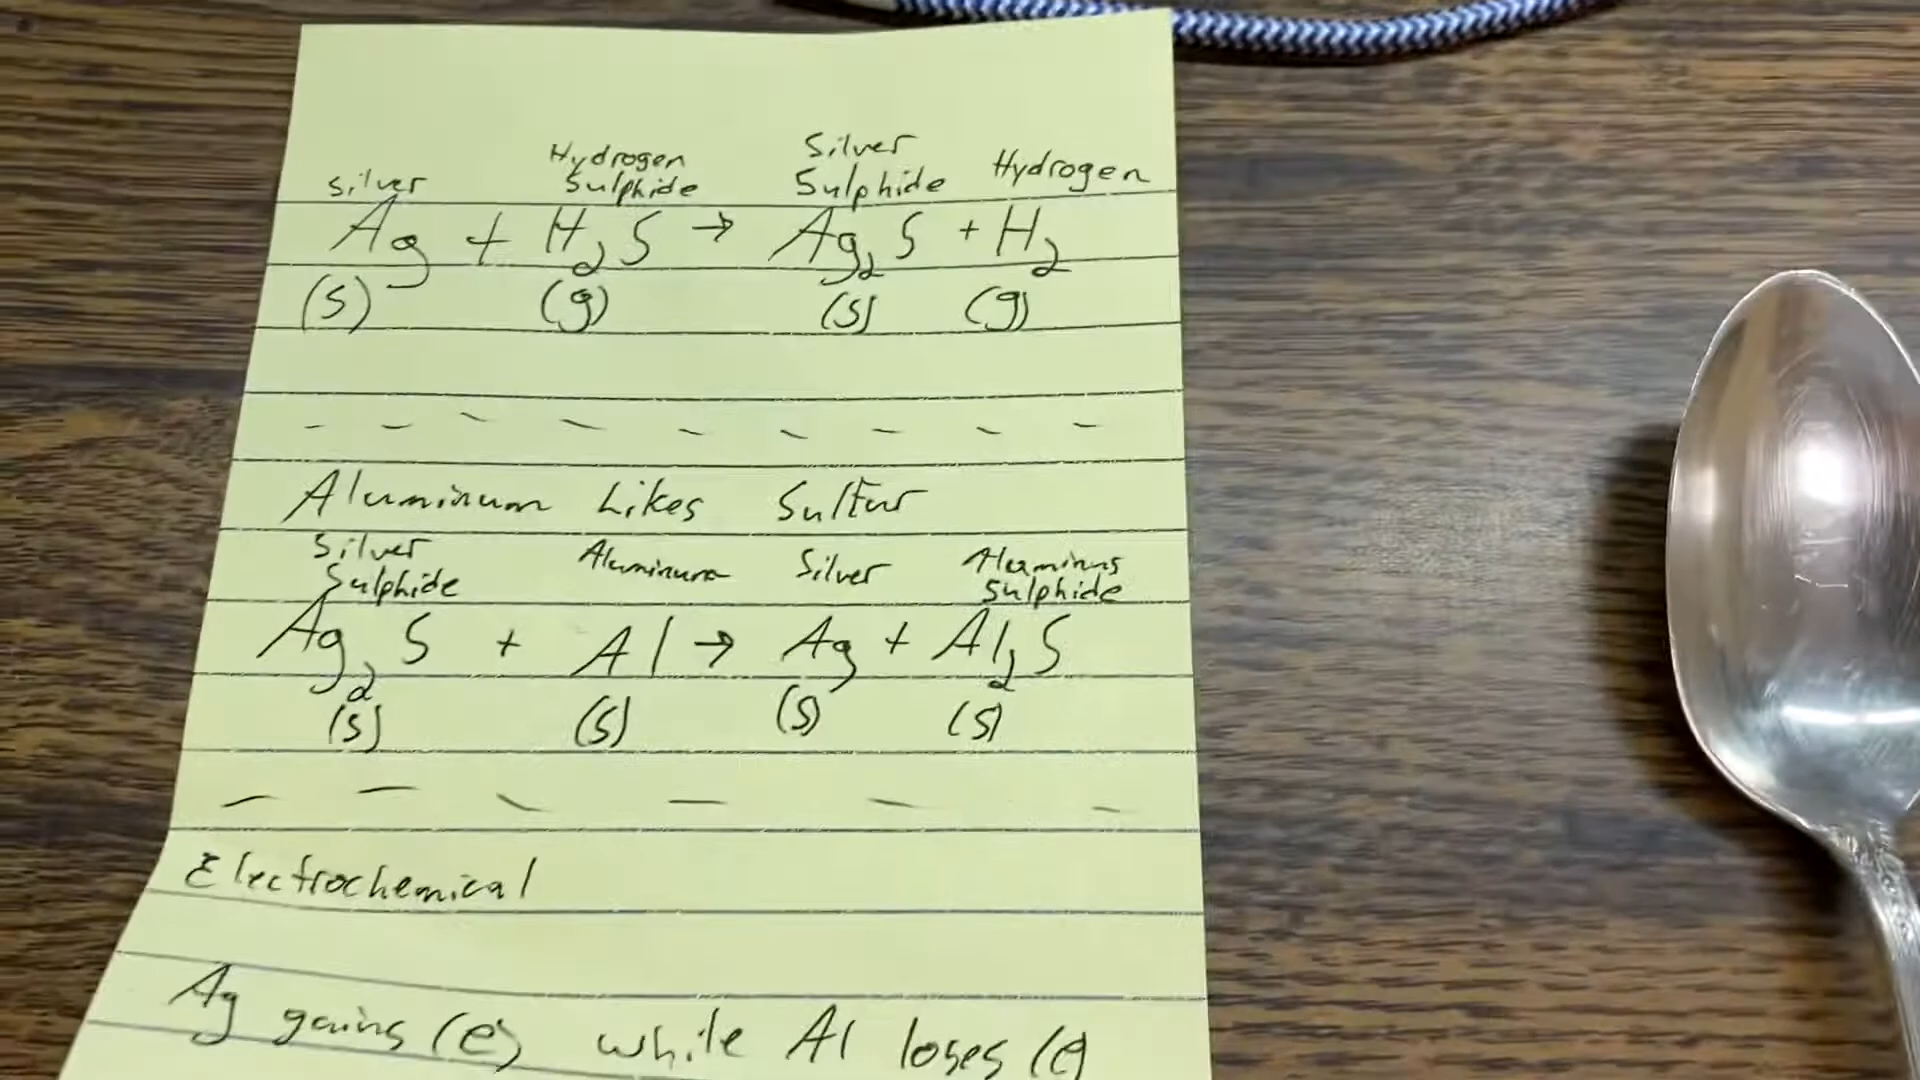 Silver Hydrogen Sulphide Silver Sulphide Hydrogen
Ag + H₂S → Ag₂S + H₂
(s) (g) (s) (g)
Aluminum Likes Sulfur
Silver Sulphide Aluminum Silver Aluminus Sulphide
Ag₂S + Al → Ag + Al₂S
(s) (s) (s) (s)
Electrochemical
Ag gains (e) while Al loses (e)